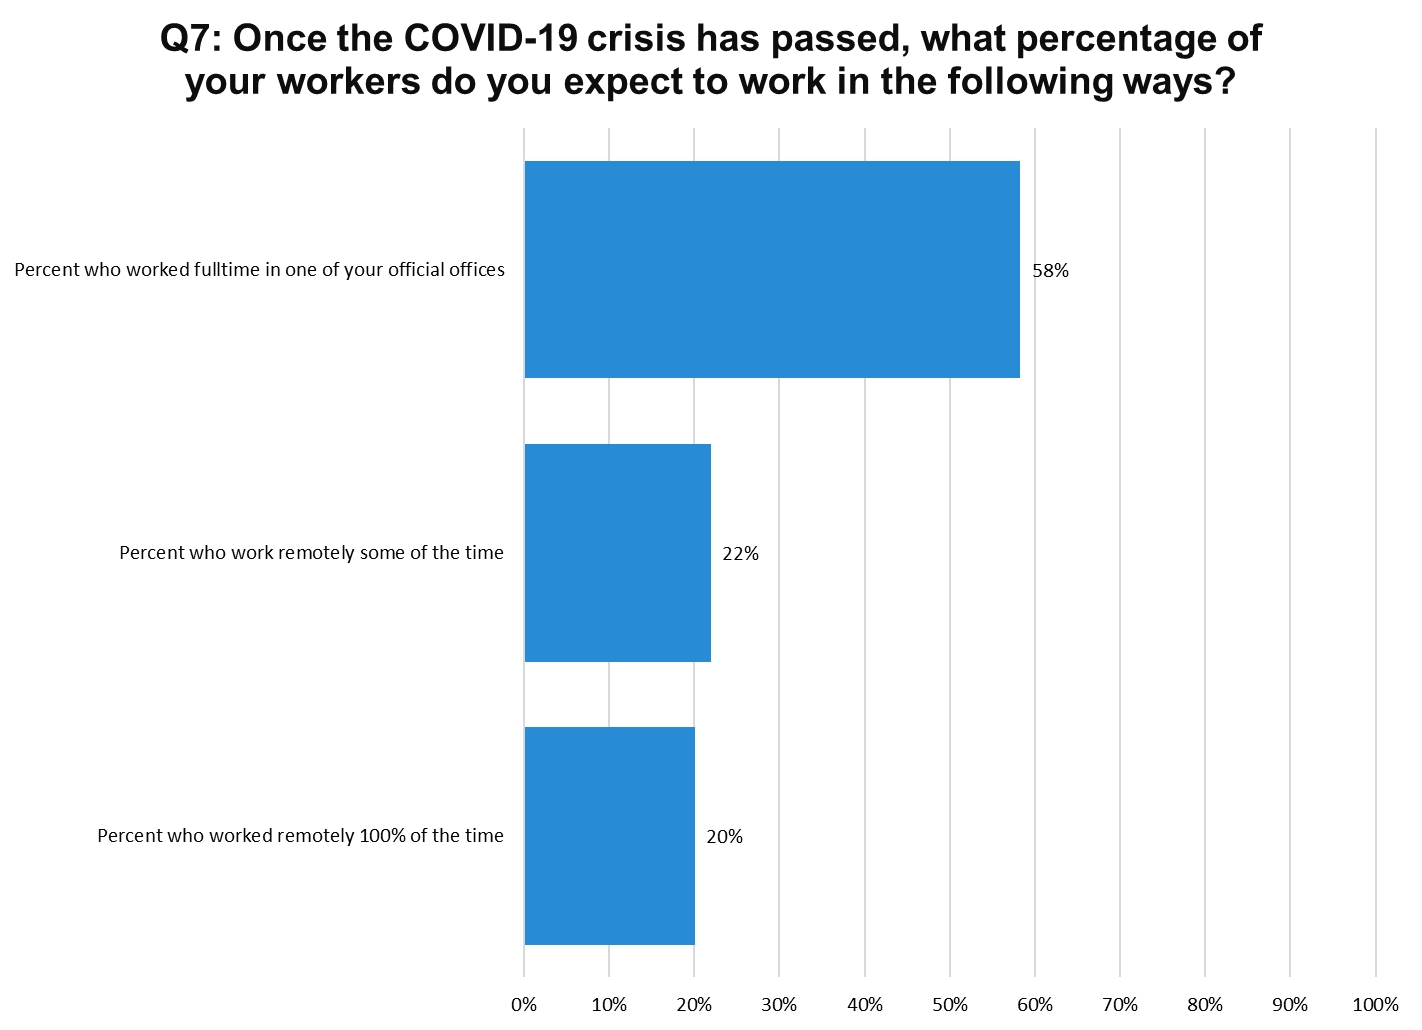 Q7: Once the COVID-19 crisis has passed, what percentage of
your workers do you expect to work in the following ways?
Percent who worked fulltime in one of your official offices
58%
Percent who work remotely some of the time
22%
Percent who worked remotely 100% of the time
20%
0% 10% 20% 30% 40% 50% 60% 70% 80% 90% 100%